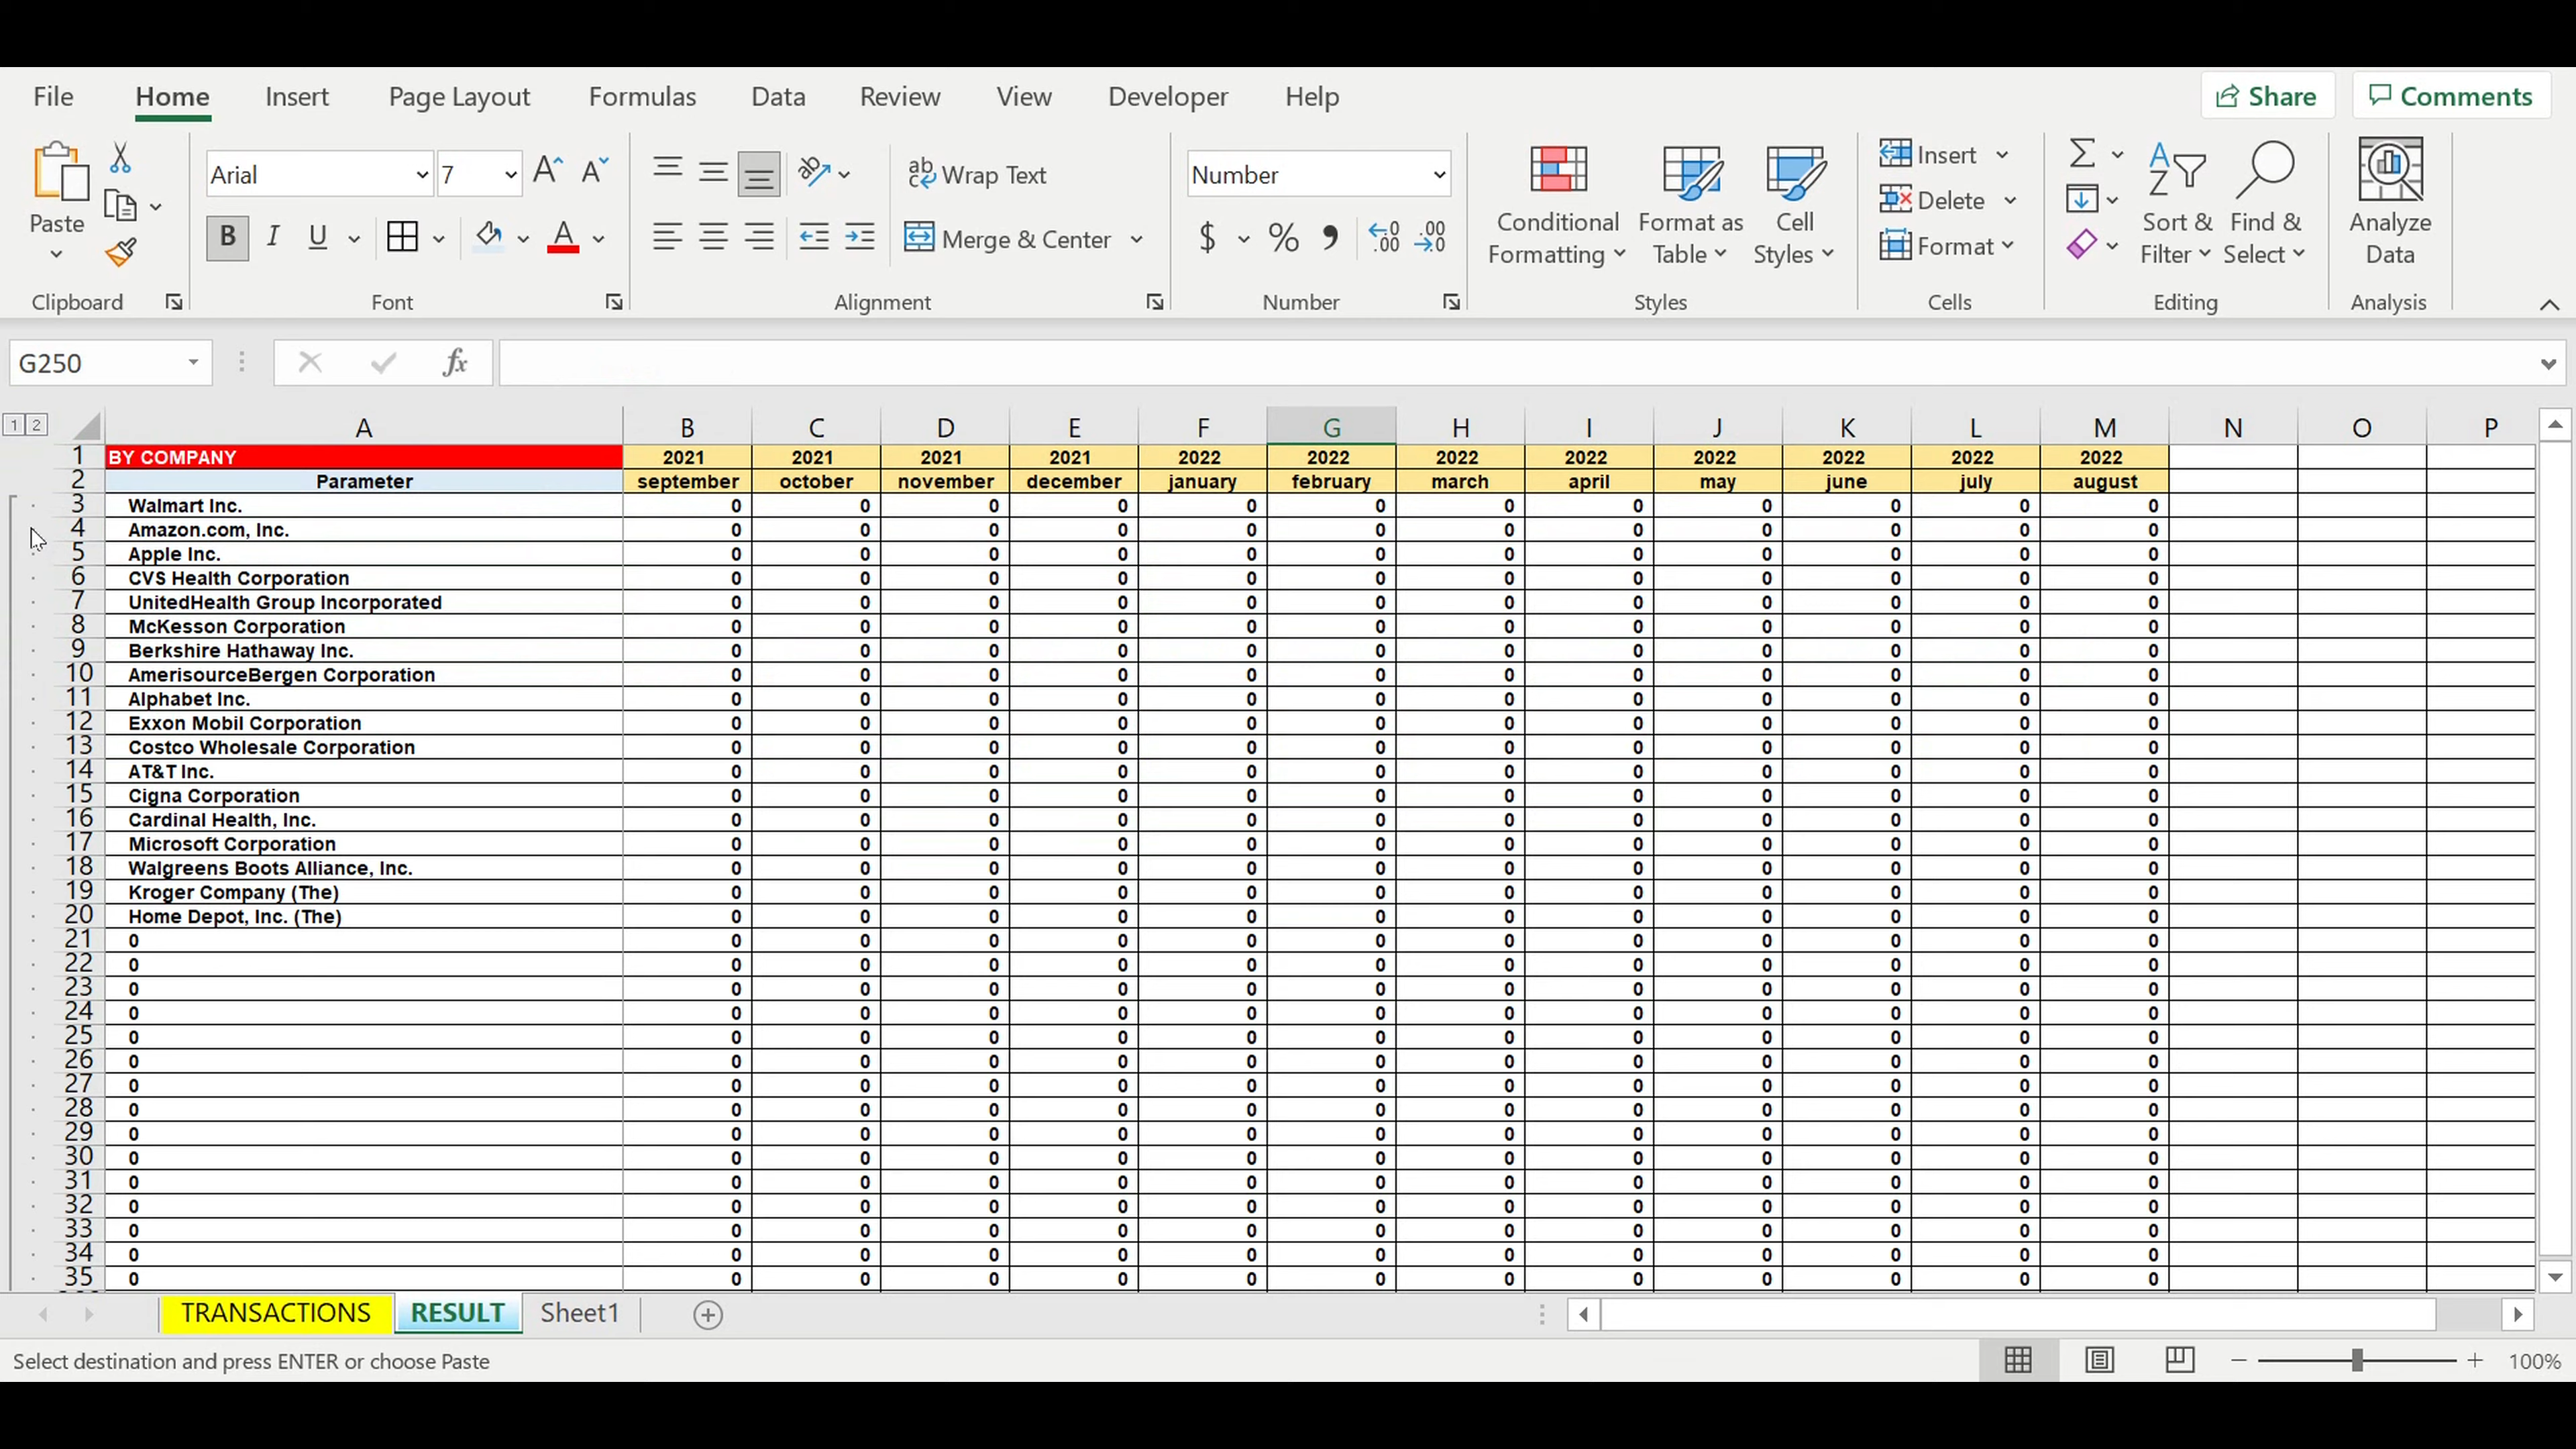 File Home Insert Page Layout Formulas Data Review View Developer Help Share Comments
Arial 7 A A ab Wrap Text Number Insert
Paste B I U A Merge & Center $ % , .00 .00 Conditional Formatting Format as Table Cell Styles Delete Format Sort & Filter Find & Select Analyze Data
Clipboard Font Alignment Number Styles Cells Editing Analysis
G250 fx
1 2 A B C D E F G H I J K L M N O P
1 BY COMPANY 2021 2021 2021 2021 2022 2022 2022 2022 2022 2022 2022 2022
2 Parameter september october november december january february march april may june july august
3 Walmart Inc. 0 0 0 0 0 0 0 0 0 0 0 0
4 Amazon.com, Inc. 0 0 0 0 0 0 0 0 0 0 0 0
5 Apple Inc. 0 0 0 0 0 0 0 0 0 0 0 0
6 CVS Health Corporation 0 0 0 0 0 0 0 0 0 0 0 0
7 UnitedHealth Group Incorporated 0 0 0 0 0 0 0 0 0 0 0 0
8 McKesson Corporation 0 0 0 0 0 0 0 0 0 0 0 0
9 Berkshire Hathaway Inc. 0 0 0 0 0 0 0 0 0 0 0 0
10 AmerisourceBergen Corporation 0 0 0 0 0 0 0 0 0 0 0 0
11 Alphabet Inc. 0 0 0 0 0 0 0 0 0 0 0 0
12 Exxon Mobil Corporation 0 0 0 0 0 0 0 0 0 0 0 0
13 Costco Wholesale Corporation 0 0 0 0 0 0 0 0 0 0 0 0
14 AT&T Inc. 0 0 0 0 0 0 0 0 0 0 0 0
15 Cigna Corporation 0 0 0 0 0 0 0 0 0 0 0 0
16 Cardinal Health, Inc. 0 0 0 0 0 0 0 0 0 0 0 0
17 Microsoft Corporation 0 0 0 0 0 0 0 0 0 0 0 0
18 Walgreens Boots Alliance, Inc. 0 0 0 0 0 0 0 0 0 0 0 0
19 Kroger Company (The) 0 0 0 0 0 0 0 0 0 0 0 0
20 Home Depot, Inc. (The) 0 0 0 0 0 0 0 0 0 0 0 0
21 0 0 0 0 0 0 0 0 0 0 0 0 0
22 0 0 0 0 0 0 0 0 0 0 0 0 0
23 0 0 0 0 0 0 0 0 0 0 0 0 0
24 0 0 0 0 0 0 0 0 0 0 0 0 0
25 0 0 0 0 0 0 0 0 0 0 0 0 0
26 0 0 0 0 0 0 0 0 0 0 0 0 0
27 0 0 0 0 0 0 0 0 0 0 0 0 0
28 0 0 0 0 0 0 0 0 0 0 0 0 0
29 0 0 0 0 0 0 0 0 0 0 0 0 0
30 0 0 0 0 0 0 0 0 0 0 0 0 0
31 0 0 0 0 0 0 0 0 0 0 0 0 0
32 0 0 0 0 0 0 0 0 0 0 0 0 0
33 0 0 0 0 0 0 0 0 0 0 0 0 0
34 0 0 0 0 0 0 0 0 0 0 0 0 0
35 0 0 0 0 0 0 0 0 0 0 0 0 0
TRANSACTIONS RESULT Sheet1
Select destination and press ENTER or choose Paste 100%